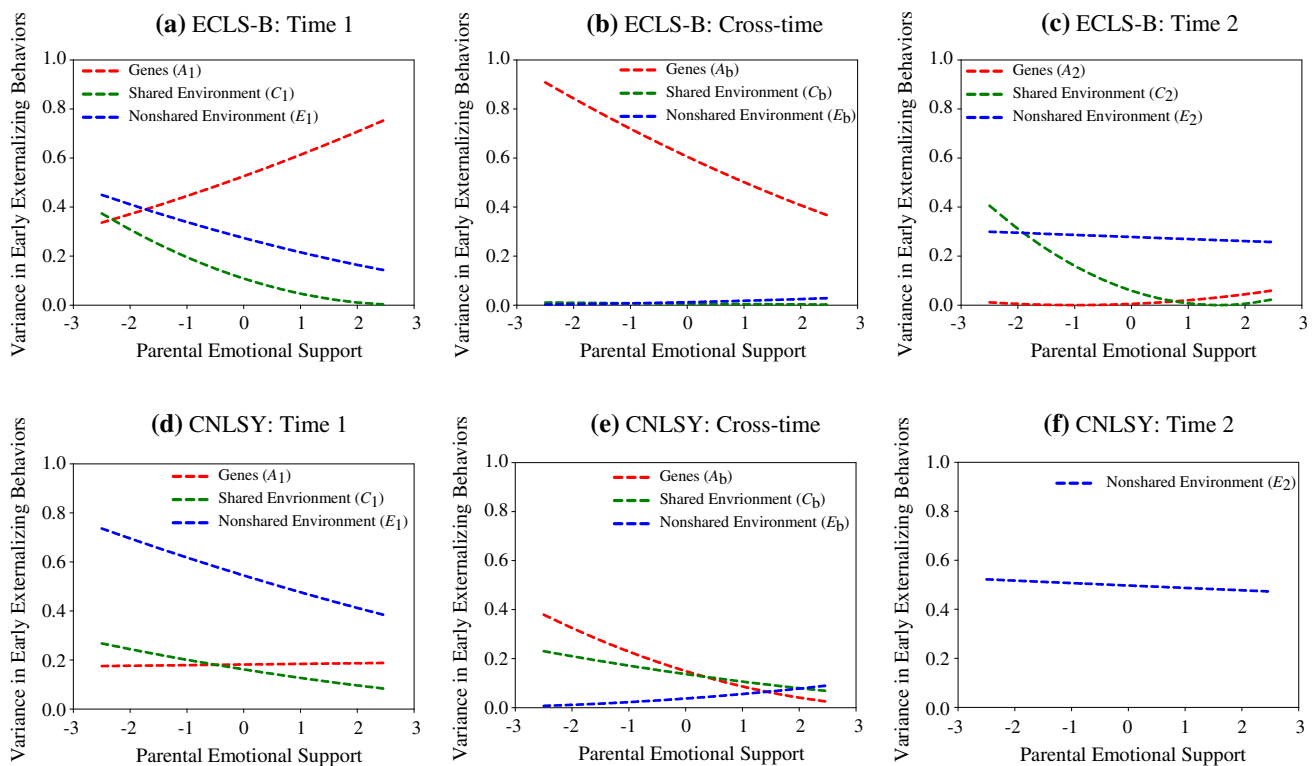 (a) ECLS-B: Time 1
Variance in Early Externalizing Behaviors
1.0
0.8
0.6
0.4
0.2
0.0
Genes (A1)
Shared Environment (C1)
Nonshared Environment (E1)
-3 -2 -1 0 1 2 3
Parental Emotional Support
(b) ECLS-B: Cross-time
Variance in Early Externalizing Behaviors
1.0
0.8
0.6
0.4
0.2
0.0
Genes (Ab)
Shared Environment (Cb)
Nonshared Environment (Eb)
-3 -2 -1 0 1 2 3
Parental Emotional Support
(c) ECLS-B: Time 2
Variance in Early Externalizing Behaviors
1.0
0.8
0.6
0.4
0.2
0.0
Genes (A2)
Shared Environment (C2)
Nonshared Environment (E2)
-3 -2 -1 0 1 2 3
Parental Emotional Support
(d) CNLSY: Time 1
Variance in Early Externalizing Behaviors
1.0
0.8
0.6
0.4
0.2
0.0
Genes (A1)
Shared Envrionment (C1)
Nonshared Environment (E1)
-3 -2 -1 0 1 2 3
Parental Emotional Support
(e) CNLSY: Cross-time
Variance in Early Externalizing Behaviors
1.0
0.8
0.6
0.4
0.2
0.0
Genes (Ab)
Shared Envrionment (Cb)
Nonshared Environment (Eb)
-3 -2 -1 0 1 2 3
Parental Emotional Support
(f) CNLSY: Time 2
Variance in Early Externalizing Behaviors
1.0
0.8
0.6
0.4
0.2
0.0
Nonshared Environment (E2)
-3 -2 -1 0 1 2 3
Parental Emotional Support